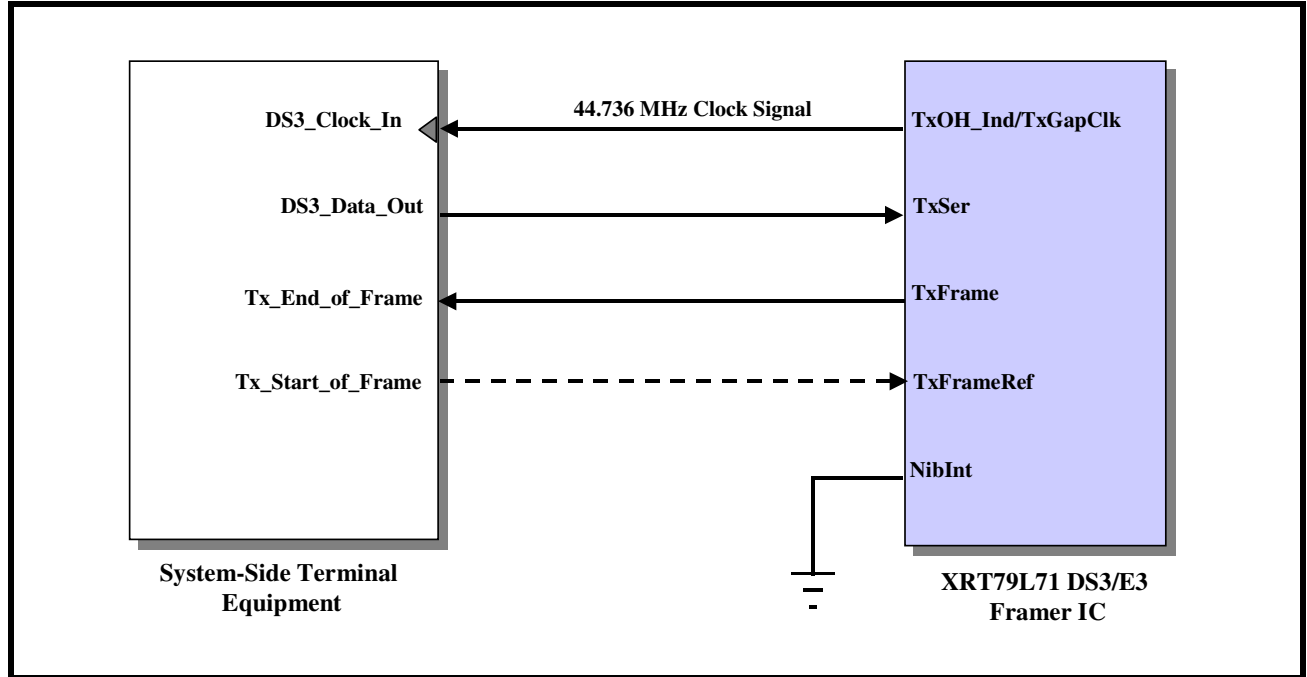 44.736 MHz Clock Signal
DS3_Clock_In
TxOH_Ind/TxGapClk
DS3_Data_Out
TxSer
Tx_End_of_Frame
TxFrame
Tx_Start_of_Frame
TxFrameRef
NibInt
System-Side Terminal
Equipment
XRT79L71 DS3/E3
Framer IC